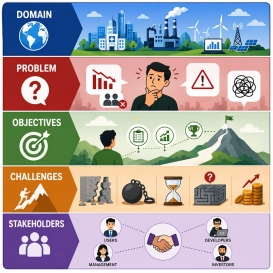 DOMAIN
PROBLEM
?
!
OBJECTIVES
CHALLENGES
?
STAKEHOLDERS
USERS
DEVELOPERS
MANAGEMENT
INVESTORS